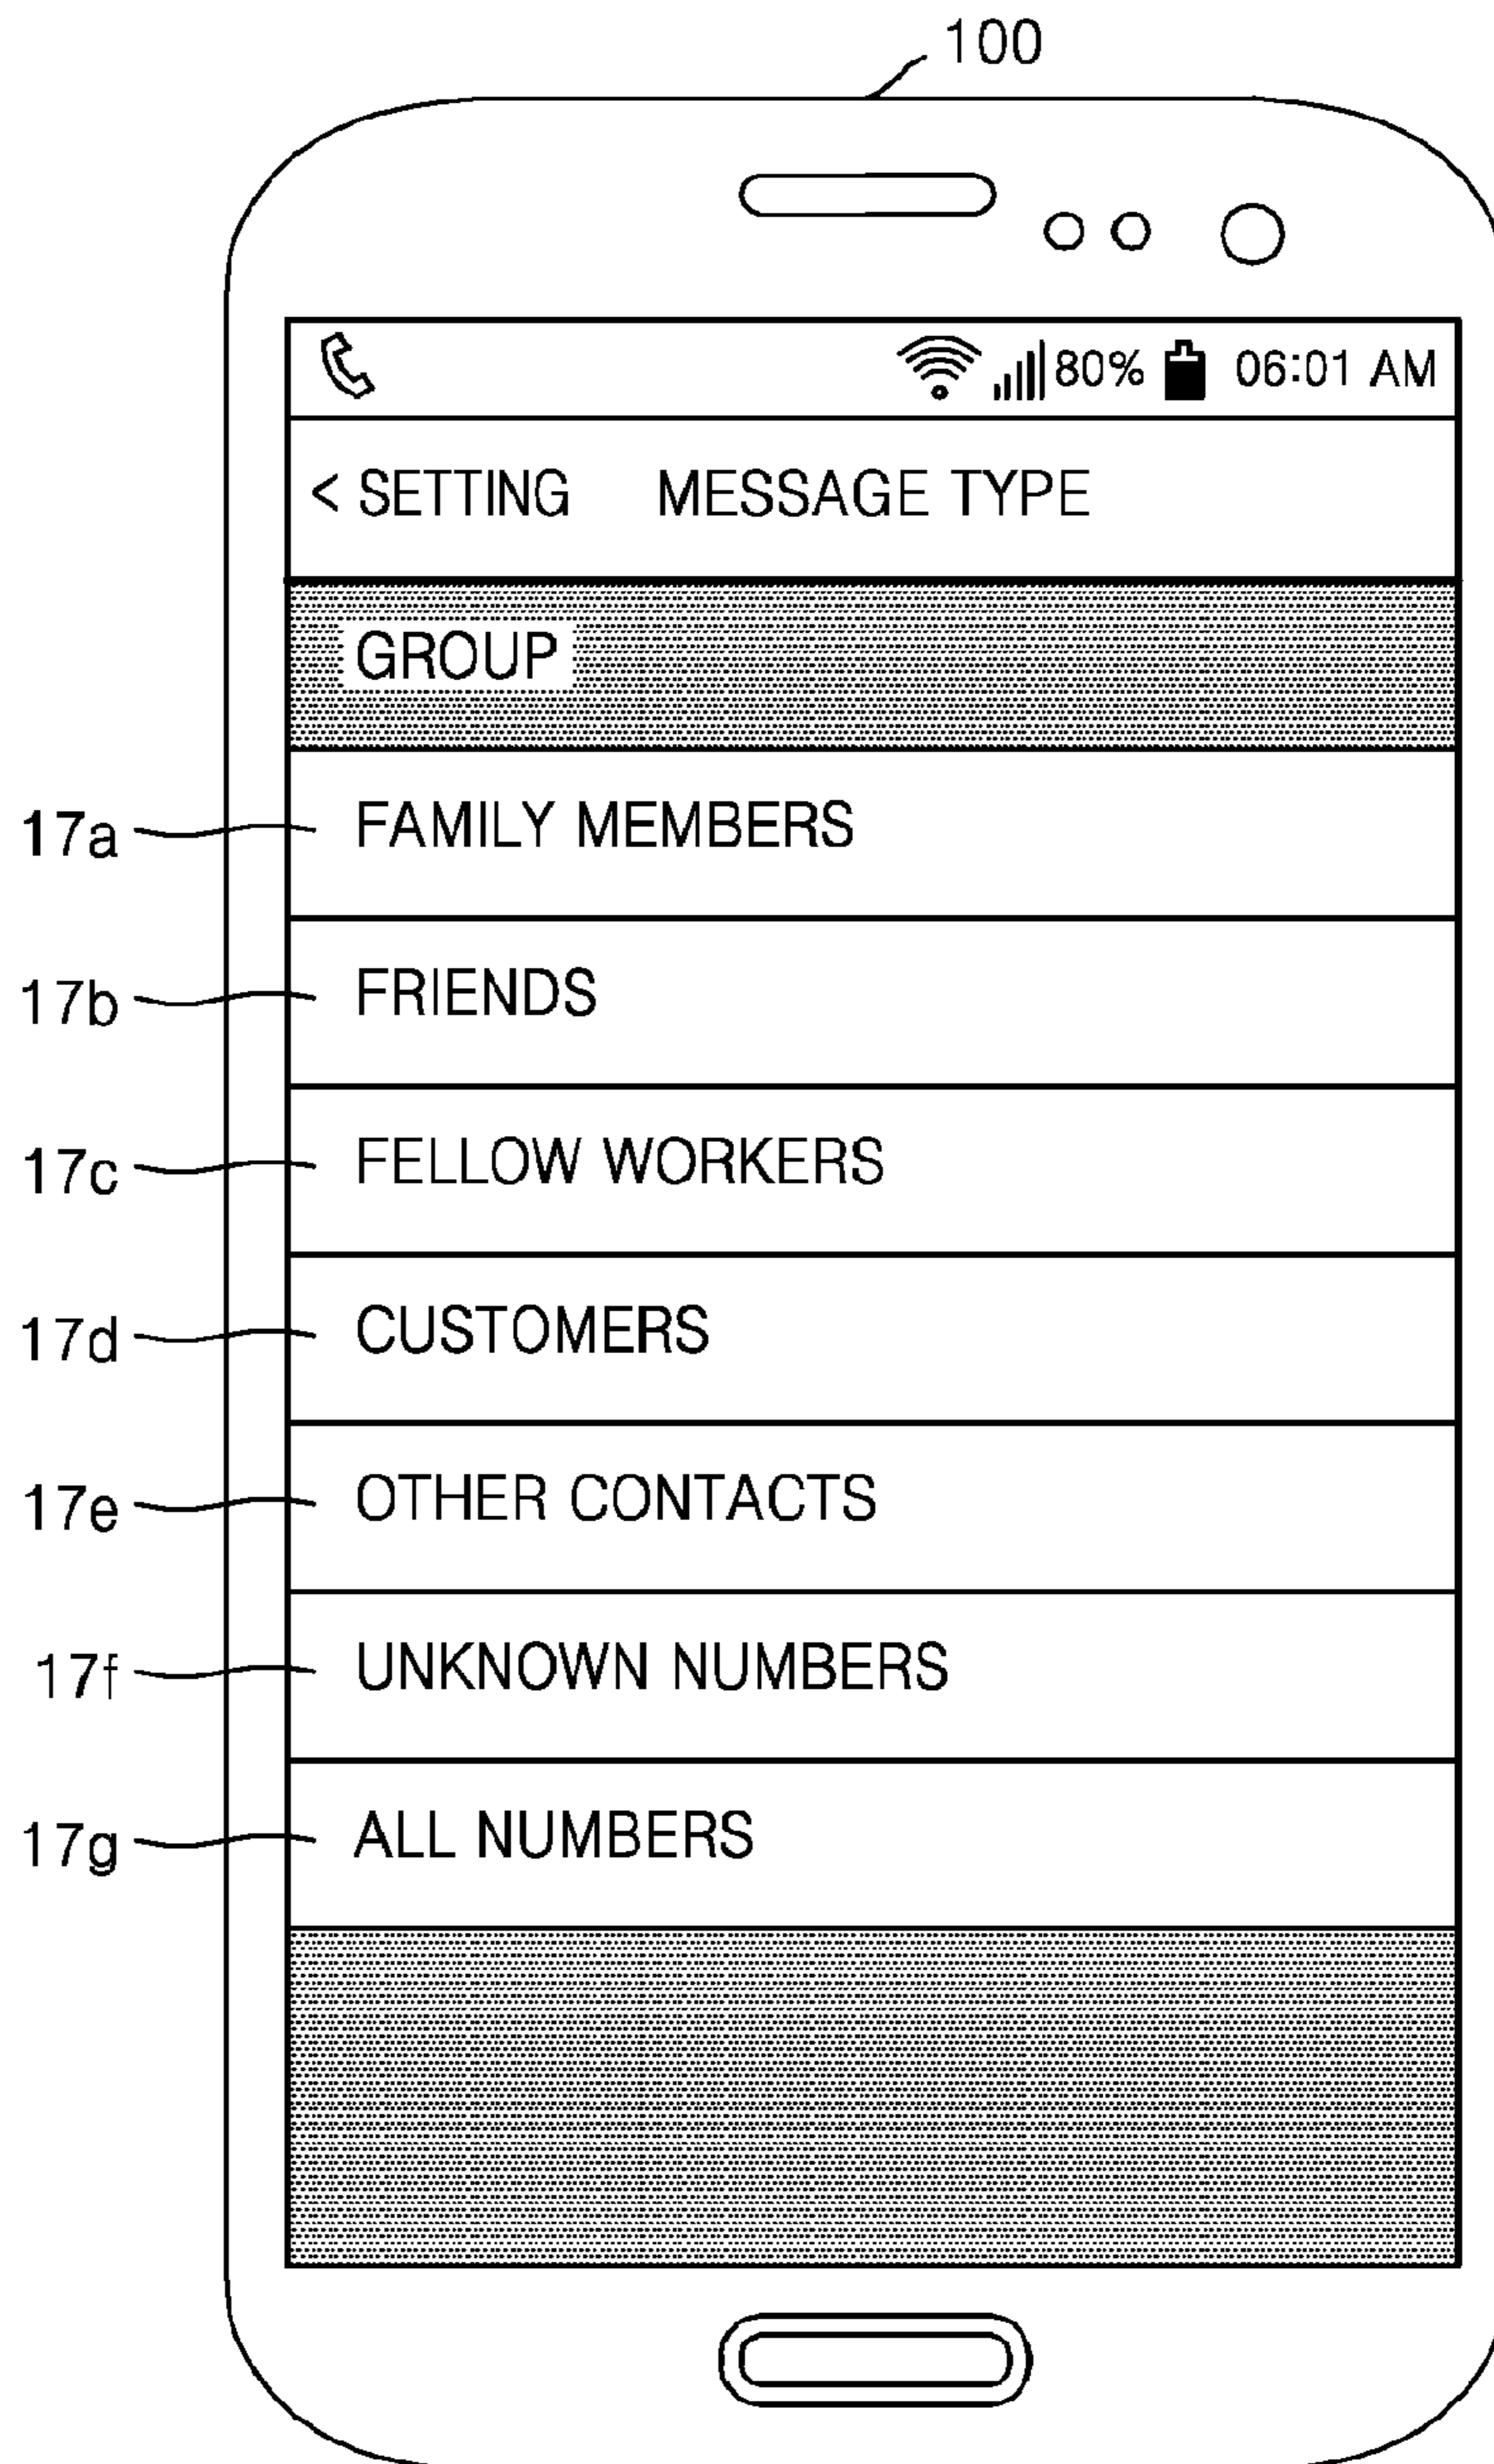 100
80% 06:01 AM
< SETTING MESSAGE TYPE
GROUP
17a FAMILY MEMBERS
17b FRIENDS
17c FELLOW WORKERS
17d CUSTOMERS
17e OTHER CONTACTS
17f UNKNOWN NUMBERS
17g ALL NUMBERS